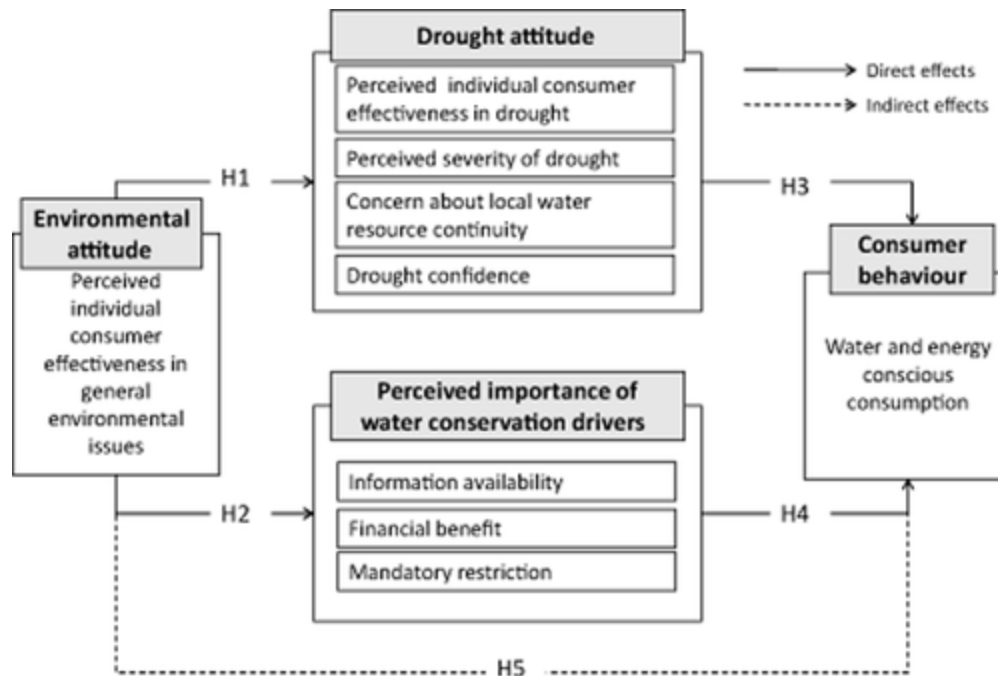 Drought attitude
Perceived individual consumer
effectiveness in drought
Perceived severity of drought
Concern about local water
resource continuity
Drought confidence
Direct effects
Indirect effects
H1
H3
Environmental
attitude
Perceived
individual
consumer
effectiveness in
general
environmental
issues
Consumer
behaviour
Water and energy
conscious
consumption
Perceived importance of
water conservation drivers
Information availability
Financial benefit
Mandatory restriction
H2
H4
H5